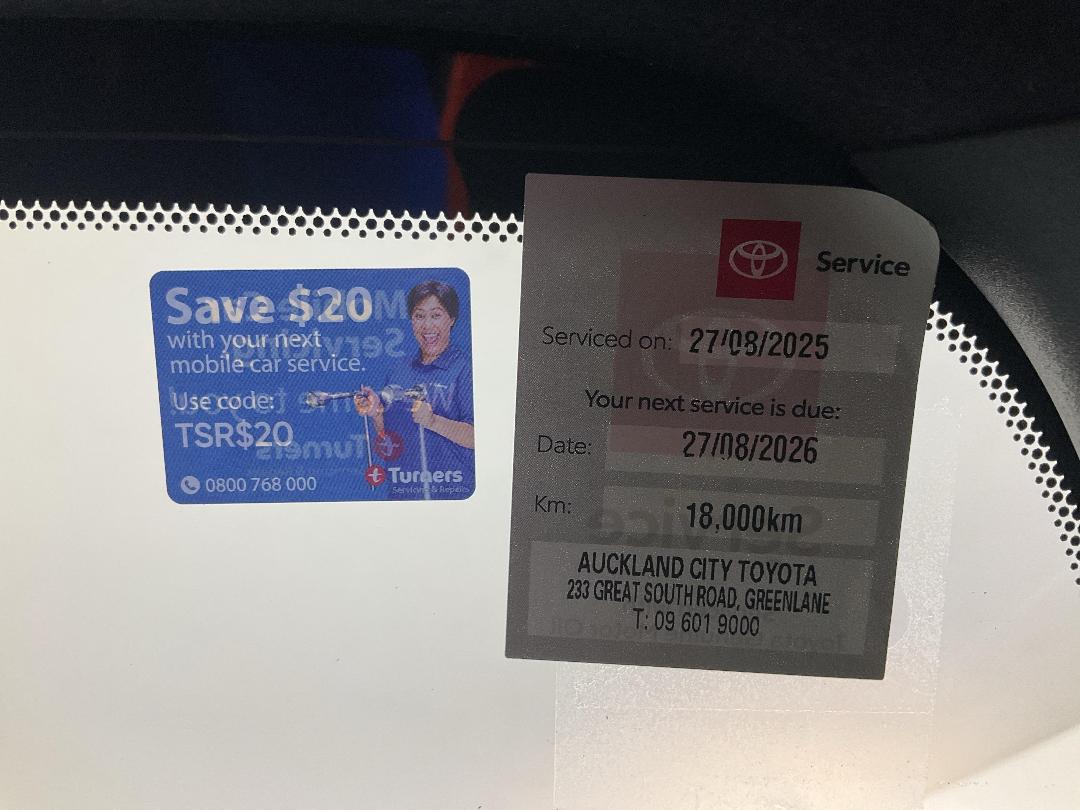 Save $20
with your next
mobile car service.
Use code:
TSR$20
0800 768 000
Turners
Servicing & Repairs
Service
Serviced on: 27/08/2025
Your next service is due:
Date: 27/08/2026
Km: 18,000km
AUCKLAND CITY TOYOTA
233 GREAT SOUTH ROAD, GREENLANE
T: 09 601 9000